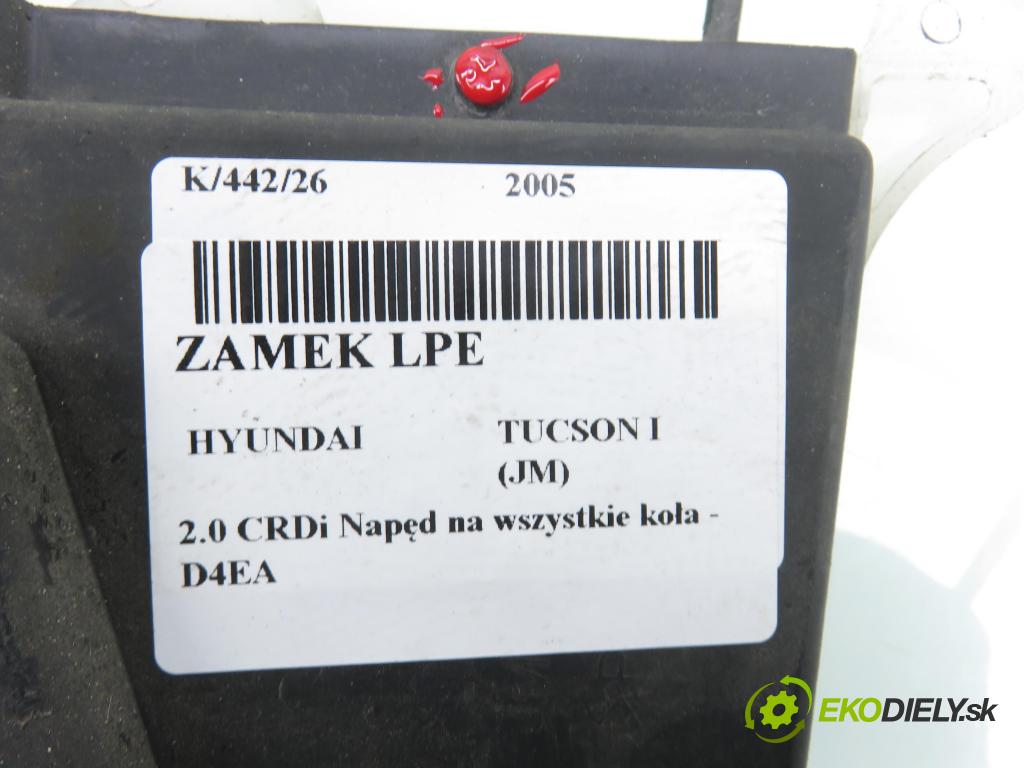 K/442/26 2005
ZAMEK LPE
HYUNDAI TUCSON I
(JM)
2.0 CRDi Napęd na wszystkie koła -
D4EA
EKODIELY.sk